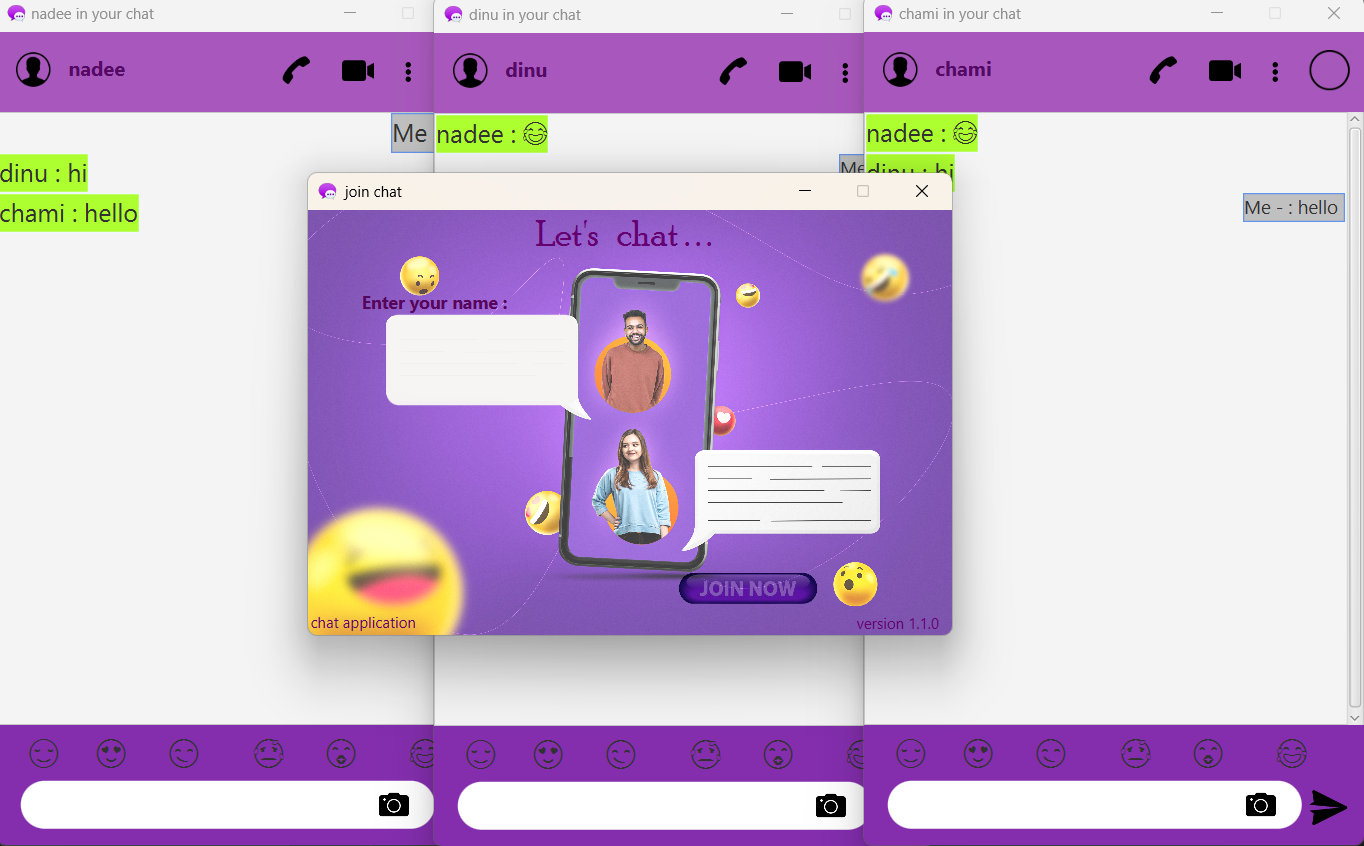 nadee in your chat
nadee
Me
dinu : hi
chami : hello
dinu in your chat
dinu
nadee : 😂
Me
chami in your chat
chami
nadee : 😂
dinu : hi
Me - : hello
join chat
Let's chat...
Enter your name :
JOIN NOW
chat application
version 1.1.0